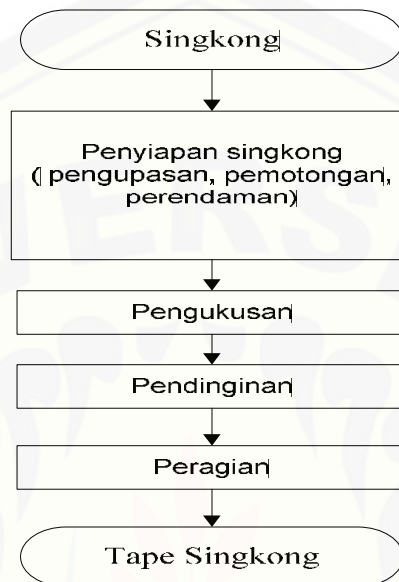 Singkong
Penyiapan singkong
( pengupasan, pemotongan,
perendaman)
Pengukusan
Pendinginan
Peragian
Tape Singkong